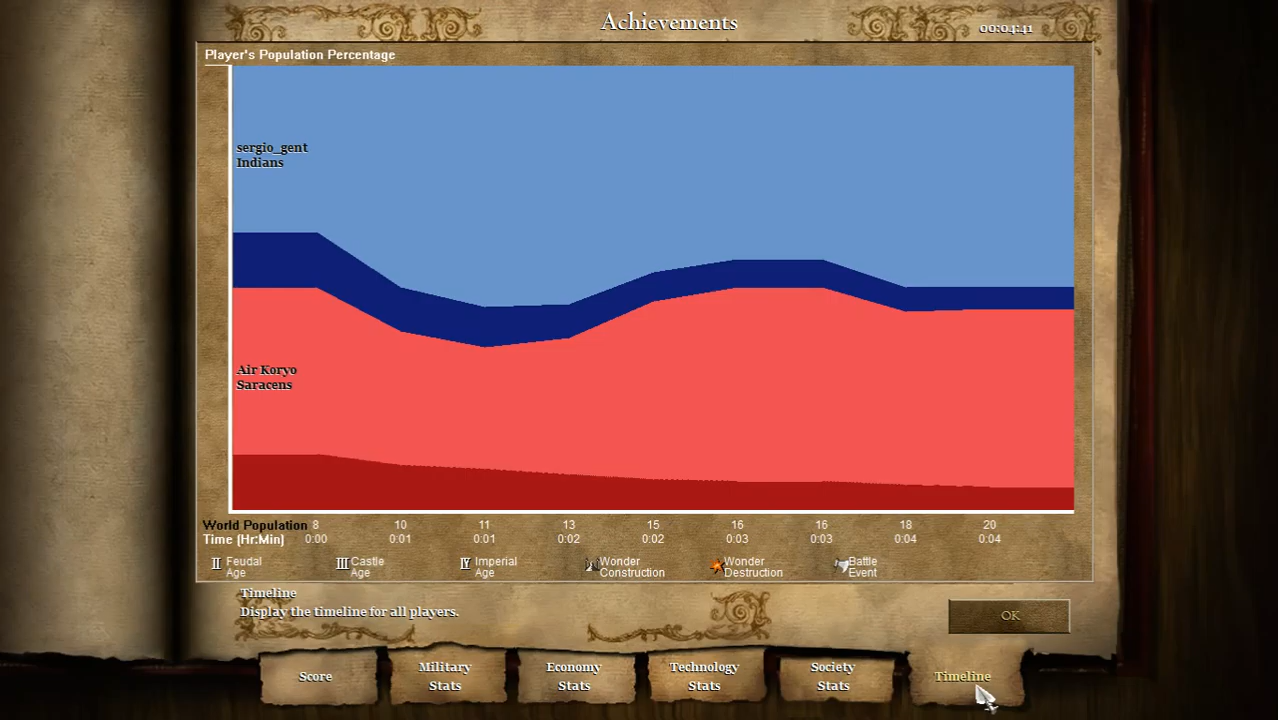 Achievements
00:04:41
Player's Population Percentage
sergio_gent
Indians
Air Koryo
Saracens
World Population 8 10 11 13 15 16 16 18 20
Time (Hr:Min) 0:00 0:01 0:01 0:02 0:02 0:03 0:03 0:04 0:04
II Feudal Age
III Castle Age
IV Imperial Age
Wonder Construction
Wonder Destruction
Battle Event
Timeline
Display the timeline for all players.
OK
Score
Military Stats
Economy Stats
Technology Stats
Society Stats
Timeline